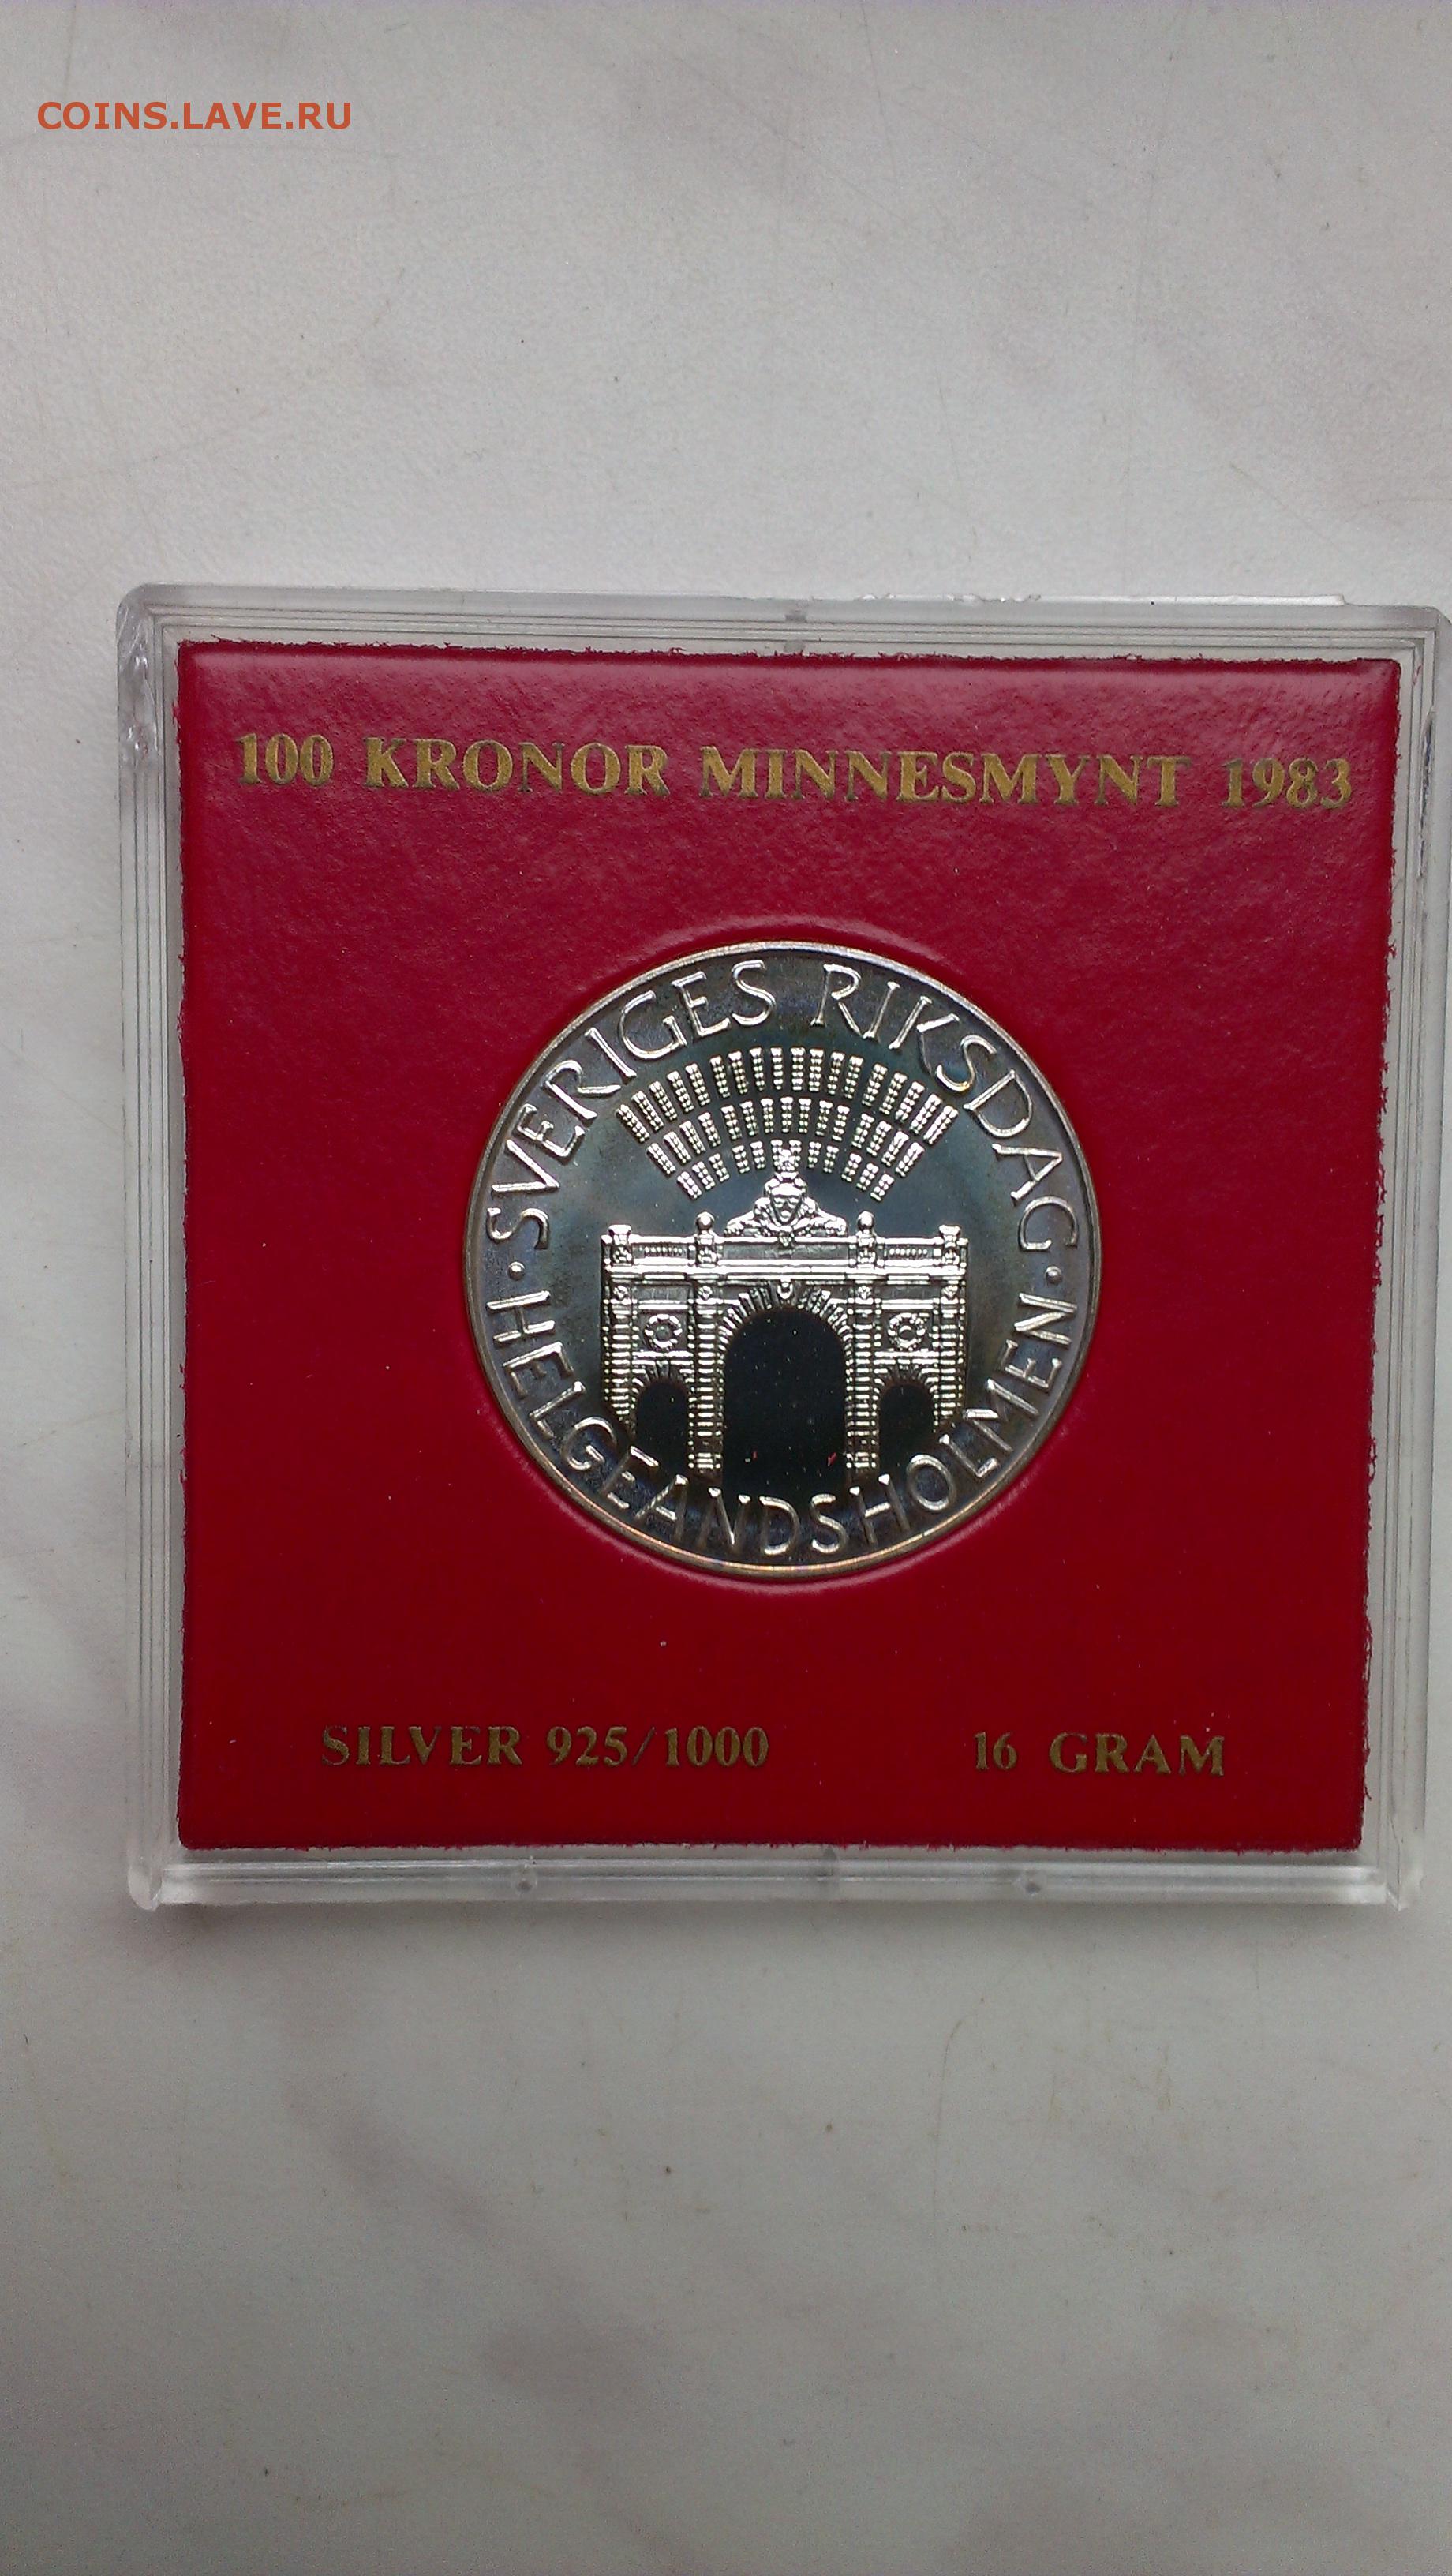 COINS.LAVE.RU
100 KRONOR MINNESMYNT 1983
SVERIGES RIKSDAG
· HELGEANDSHOLMEN ·
SILVER 925/1000 16 GRAM